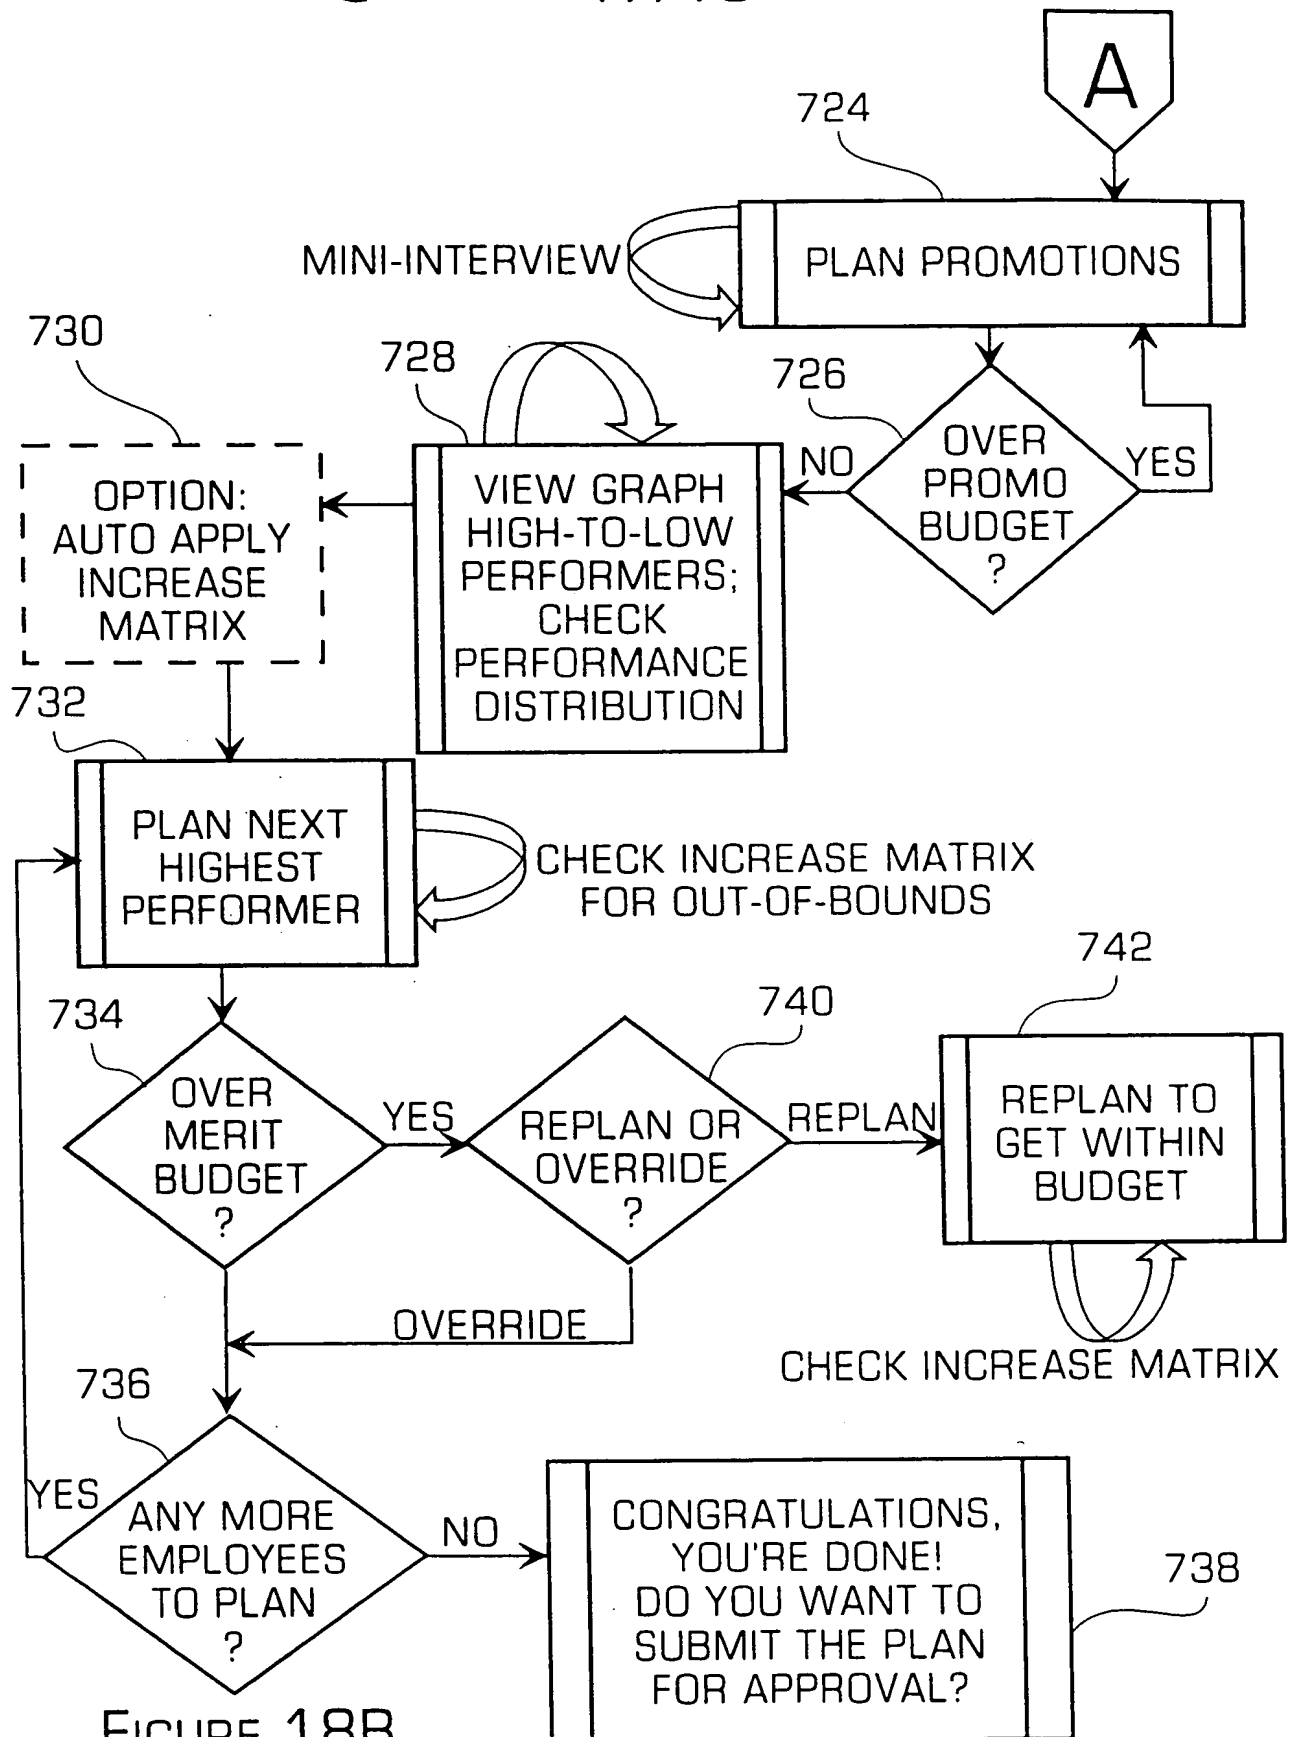 A
724
MINI-INTERVIEW
PLAN PROMOTIONS
730
728
726
OVER
PROMO
BUDGET
?
NO
YES
OPTION:
AUTO APPLY
INCREASE
MATRIX
VIEW GRAPH
HIGH-TO-LOW
PERFORMERS;
CHECK
PERFORMANCE
DISTRIBUTION
732
PLAN NEXT
HIGHEST
PERFORMER
CHECK INCREASE MATRIX
FOR OUT-OF-BOUNDS
734
740
742
OVER
MERIT
BUDGET
?
YES
REPLAN OR
OVERRIDE
?
REPLAN
REPLAN TO
GET WITHIN
BUDGET
OVERRIDE
CHECK INCREASE MATRIX
736
YES
ANY MORE
EMPLOYEES
TO PLAN
?
NO
CONGRATULATIONS,
YOU'RE DONE!
DO YOU WANT TO
SUBMIT THE PLAN
FOR APPROVAL?
738
FIGURE 18B